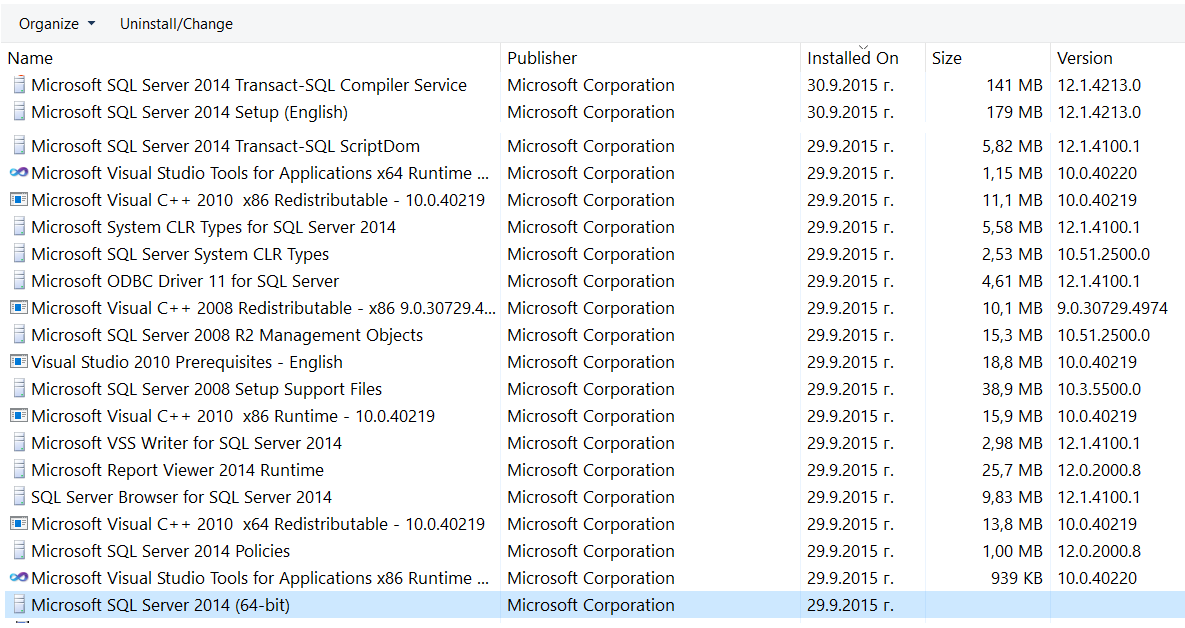 Organize Uninstall/Change
Name Publisher Installed On Size Version
Microsoft SQL Server 2014 Transact-SQL Compiler Service Microsoft Corporation 30.9.2015 г. 141 MB 12.1.4213.0
Microsoft SQL Server 2014 Setup (English) Microsoft Corporation 30.9.2015 г. 179 MB 12.1.4213.0
Microsoft SQL Server 2014 Transact-SQL ScriptDom Microsoft Corporation 29.9.2015 г. 5,82 MB 12.1.4100.1
Microsoft Visual Studio Tools for Applications x64 Runtime ... Microsoft Corporation 29.9.2015 г. 1,15 MB 10.0.40220
Microsoft Visual C++ 2010  x86 Redistributable - 10.0.40219 Microsoft Corporation 29.9.2015 г. 11,1 MB 10.0.40219
Microsoft System CLR Types for SQL Server 2014 Microsoft Corporation 29.9.2015 г. 5,58 MB 12.1.4100.1
Microsoft SQL Server System CLR Types Microsoft Corporation 29.9.2015 г. 2,53 MB 10.51.2500.0
Microsoft ODBC Driver 11 for SQL Server Microsoft Corporation 29.9.2015 г. 4,61 MB 12.1.4100.1
Microsoft Visual C++ 2008 Redistributable - x86 9.0.30729.4... Microsoft Corporation 29.9.2015 г. 10,1 MB 9.0.30729.4974
Microsoft SQL Server 2008 R2 Management Objects Microsoft Corporation 29.9.2015 г. 15,3 MB 10.51.2500.0
Visual Studio 2010 Prerequisites - English Microsoft Corporation 29.9.2015 г. 18,8 MB 10.0.40219
Microsoft SQL Server 2008 Setup Support Files Microsoft Corporation 29.9.2015 г. 38,9 MB 10.3.5500.0
Microsoft Visual C++ 2010  x86 Runtime - 10.0.40219 Microsoft Corporation 29.9.2015 г. 15,9 MB 10.0.40219
Microsoft VSS Writer for SQL Server 2014 Microsoft Corporation 29.9.2015 г. 2,98 MB 12.1.4100.1
Microsoft Report Viewer 2014 Runtime Microsoft Corporation 29.9.2015 г. 25,7 MB 12.0.2000.8
SQL Server Browser for SQL Server 2014 Microsoft Corporation 29.9.2015 г. 9,83 MB 12.1.4100.1
Microsoft Visual C++ 2010  x64 Redistributable - 10.0.40219 Microsoft Corporation 29.9.2015 г. 13,8 MB 10.0.40219
Microsoft SQL Server 2014 Policies Microsoft Corporation 29.9.2015 г. 1,00 MB 12.0.2000.8
Microsoft Visual Studio Tools for Applications x86 Runtime ... Microsoft Corporation 29.9.2015 г. 939 KB 10.0.40220
Microsoft SQL Server 2014 (64-bit) Microsoft Corporation 29.9.2015 г.